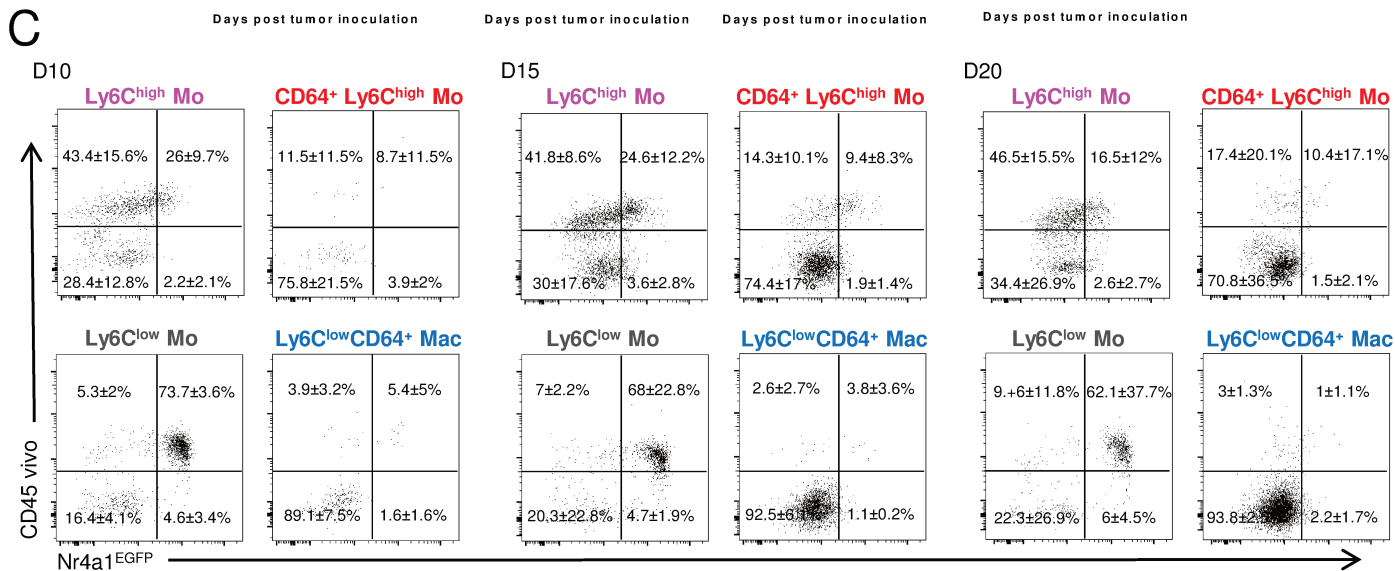 Days post tumor inoculation Days post tumor inoculation Days post tumor inoculation Days post tumor inoculation
C
D10 D15 D20
Ly6Chigh Mo CD64+ Ly6Chigh Mo Ly6Chigh Mo CD64+ Ly6Chigh Mo Ly6Chigh Mo CD64+ Ly6Chigh Mo
43.4±15.6% 26±9.7% 11.5±11.5% 8.7±11.5% 41.8±8.6% 24.6±12.2% 14.3±10.1% 9.4±8.3% 46.5±15.5% 16.5±12% 17.4±20.1% 10.4±17.1%
28.4±12.8% 2.2±2.1% 75.8±21.5% 3.9±2% 30±17.6% 3.6±2.8% 74.4±17% 1.9±1.4% 34.4±26.9% 2.6±2.7% 70.8±36.5% 1.5±2.1%
Ly6Clow Mo Ly6ClowCD64+ Mac Ly6Clow Mo Ly6ClowCD64+ Mac Ly6Clow Mo Ly6ClowCD64+ Mac
5.3±2% 73.7±3.6% 3.9±3.2% 5.4±5% 7±2.2% 68±22.8% 2.6±2.7% 3.8±3.6% 9.+6±11.8% 62.1±37.7% 3±1.3% 1±1.1%
16.4±4.1% 4.6±3.4% 89.1±7.5% 1.6±1.6% 20.3±22.8% 4.7±1.9% 1.1±0.2% 22.3±26.9% 6±4.5% 2.2±1.7%
CD45 vivo
Nr4a1EGFP